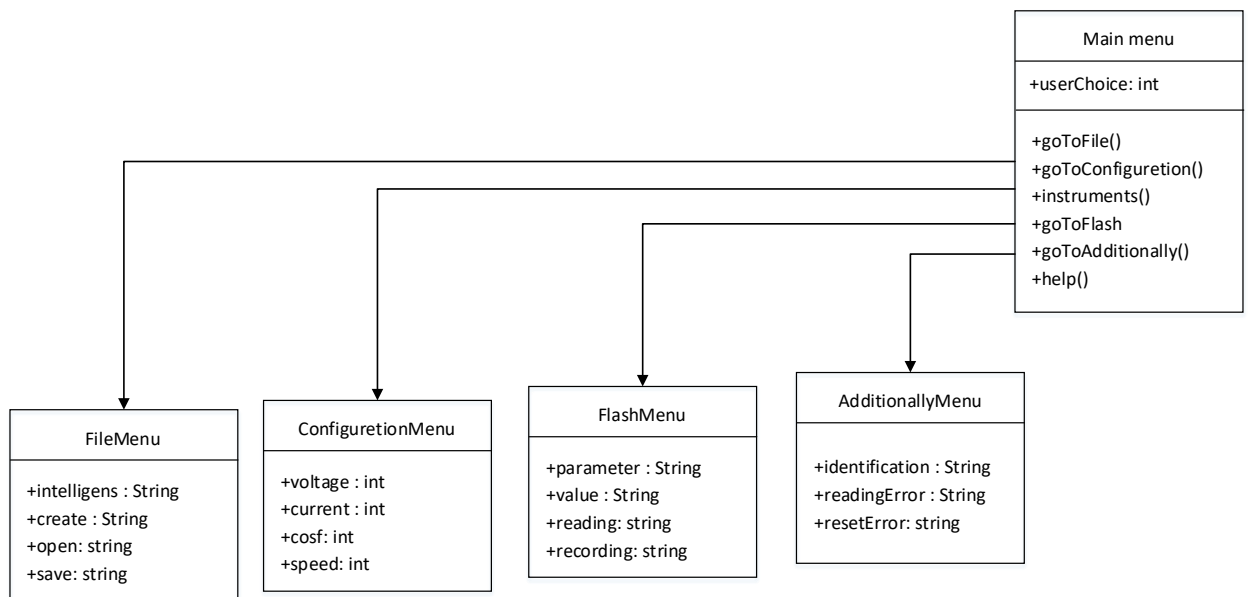 Main menu
+userChoice: int
+goToFile()
+goToConfiguretion()
+instruments()
+goToFlash
+goToAdditionally()
+help()
FileMenu
+intelligens : String
+create : String
+open: string
+save: string
ConfiguretionMenu
+voltage : int
+current : int
+cosf: int
+speed: int
FlashMenu
+parameter : String
+value : String
+reading: string
+recording: string
AdditionallyMenu
+identification : String
+readingError : String
+resetError: string